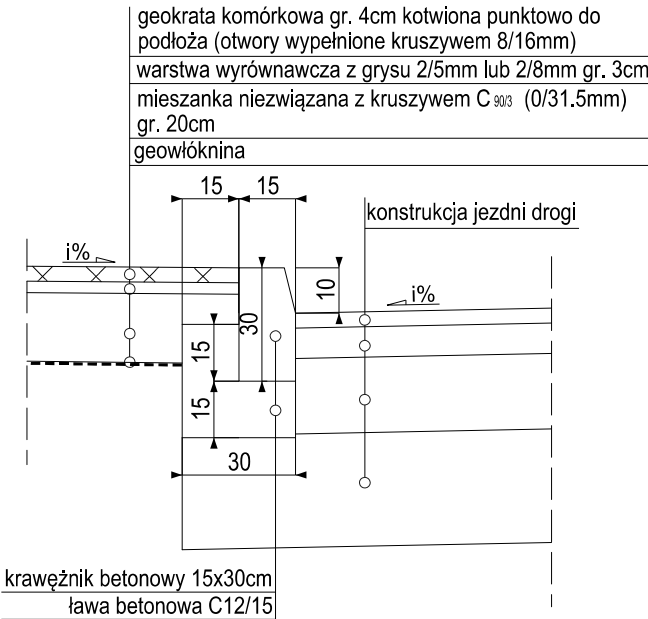 geokrata komórkowa gr. 4cm kotwiona punktowo do
podłoża (otwory wypełnione kruszywem 8/16mm)
warstwa wyrównawcza z grysu 2/5mm lub 2/8mm gr. 3cm
mieszanka niezwiązana z kruszywem C 90/3 (0/31.5mm)
gr. 20cm
geowłóknina
15 15
konstrukcja jezdni drogi
i%
10
i%
30
15
15
30
krawężnik betonowy 15x30cm
ława betonowa C12/15